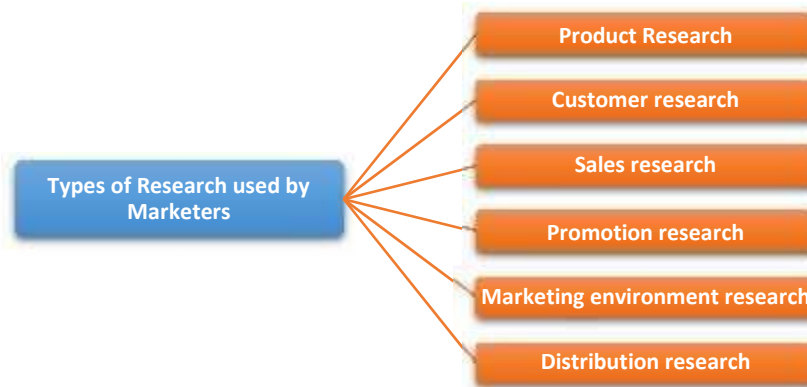 Types of Research used by
Marketers
Product Research
Customer research
Sales research
Promotion research
Marketing environment research
Distribution research